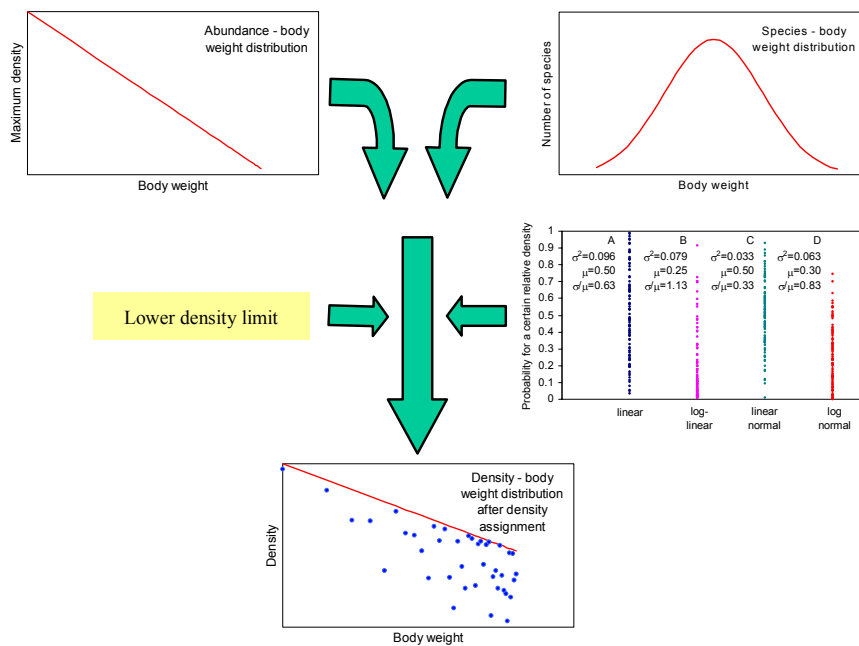 Abundance - body
weight distribution
Maximum density
Body weight
Species - body
weight distribution
Number of species
Body weight
Lower density limit
Probability for a certain relative density
1
0.9
0.8
0.7
0.6
0.5
0.4
0.3
0.2
0.1
0
A
σ²=0.096
μ=0.50
σ/μ=0.63
B
σ²=0.079
μ=0.25
σ/μ=1.13
C
σ²=0.033
μ=0.50
σ/μ=0.33
D
σ²=0.063
μ=0.30
σ/μ=0.83
linear
log-
linear
linear
normal
log
normal
Density - body
weight distribution
after density
assignment
Density
Body weight